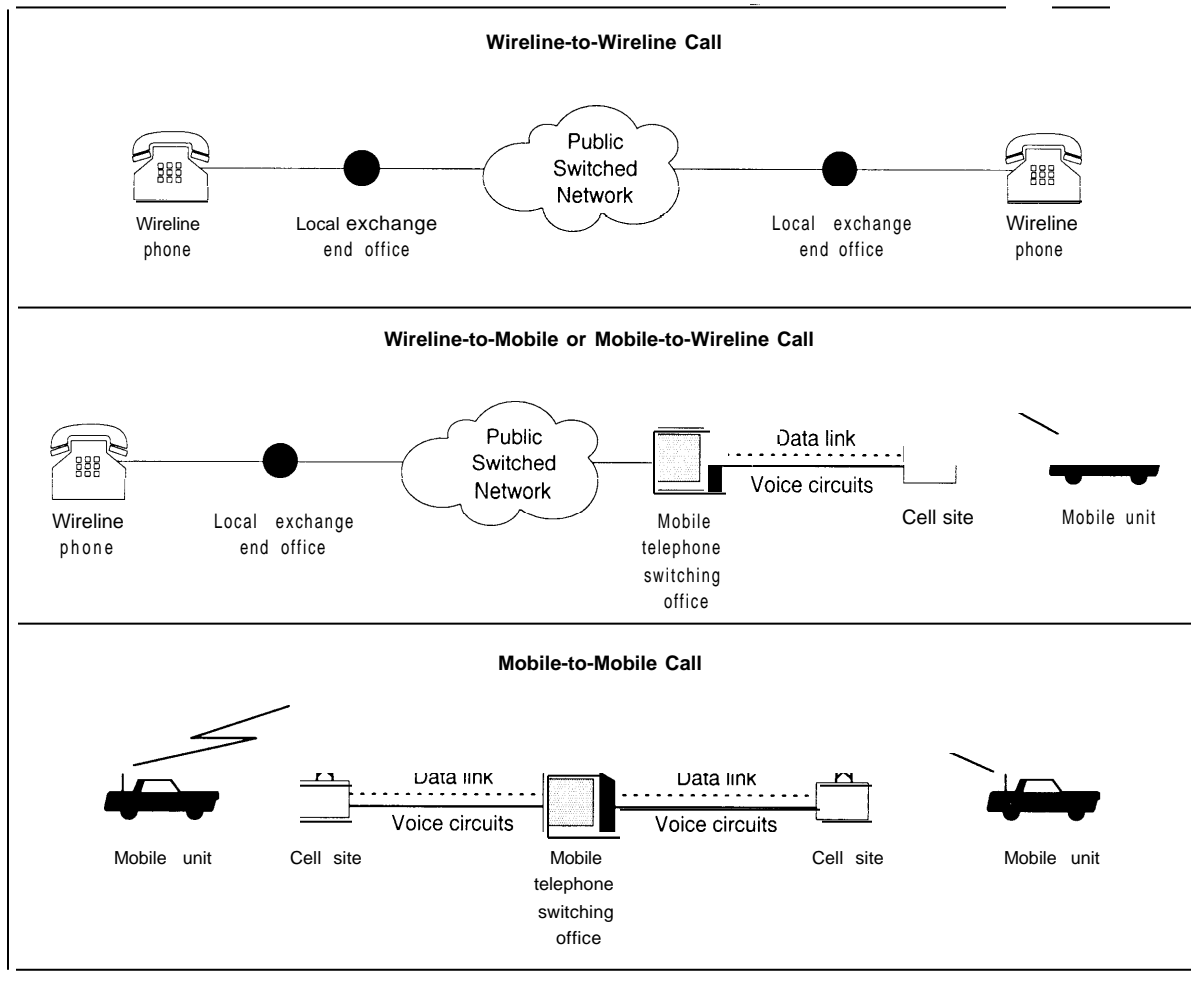 Wireline-to-Wireline Call
Public
Switched
Network
Wireline
phone
Local exchange
end office
Local exchange
end office
Wireline
phone
Wireline-to-Mobile or Mobile-to-Wireline Call
Public
Switched
Network
Data link
Voice circuits
Wireline
phone
Local exchange
end office
Mobile
telephone
switching
office
Cell site
Mobile unit
Mobile-to-Mobile Call
Data link
Data link
Voice circuits
Voice circuits
Mobile unit
Cell site
Mobile
telephone
switching
office
Cell site
Mobile unit